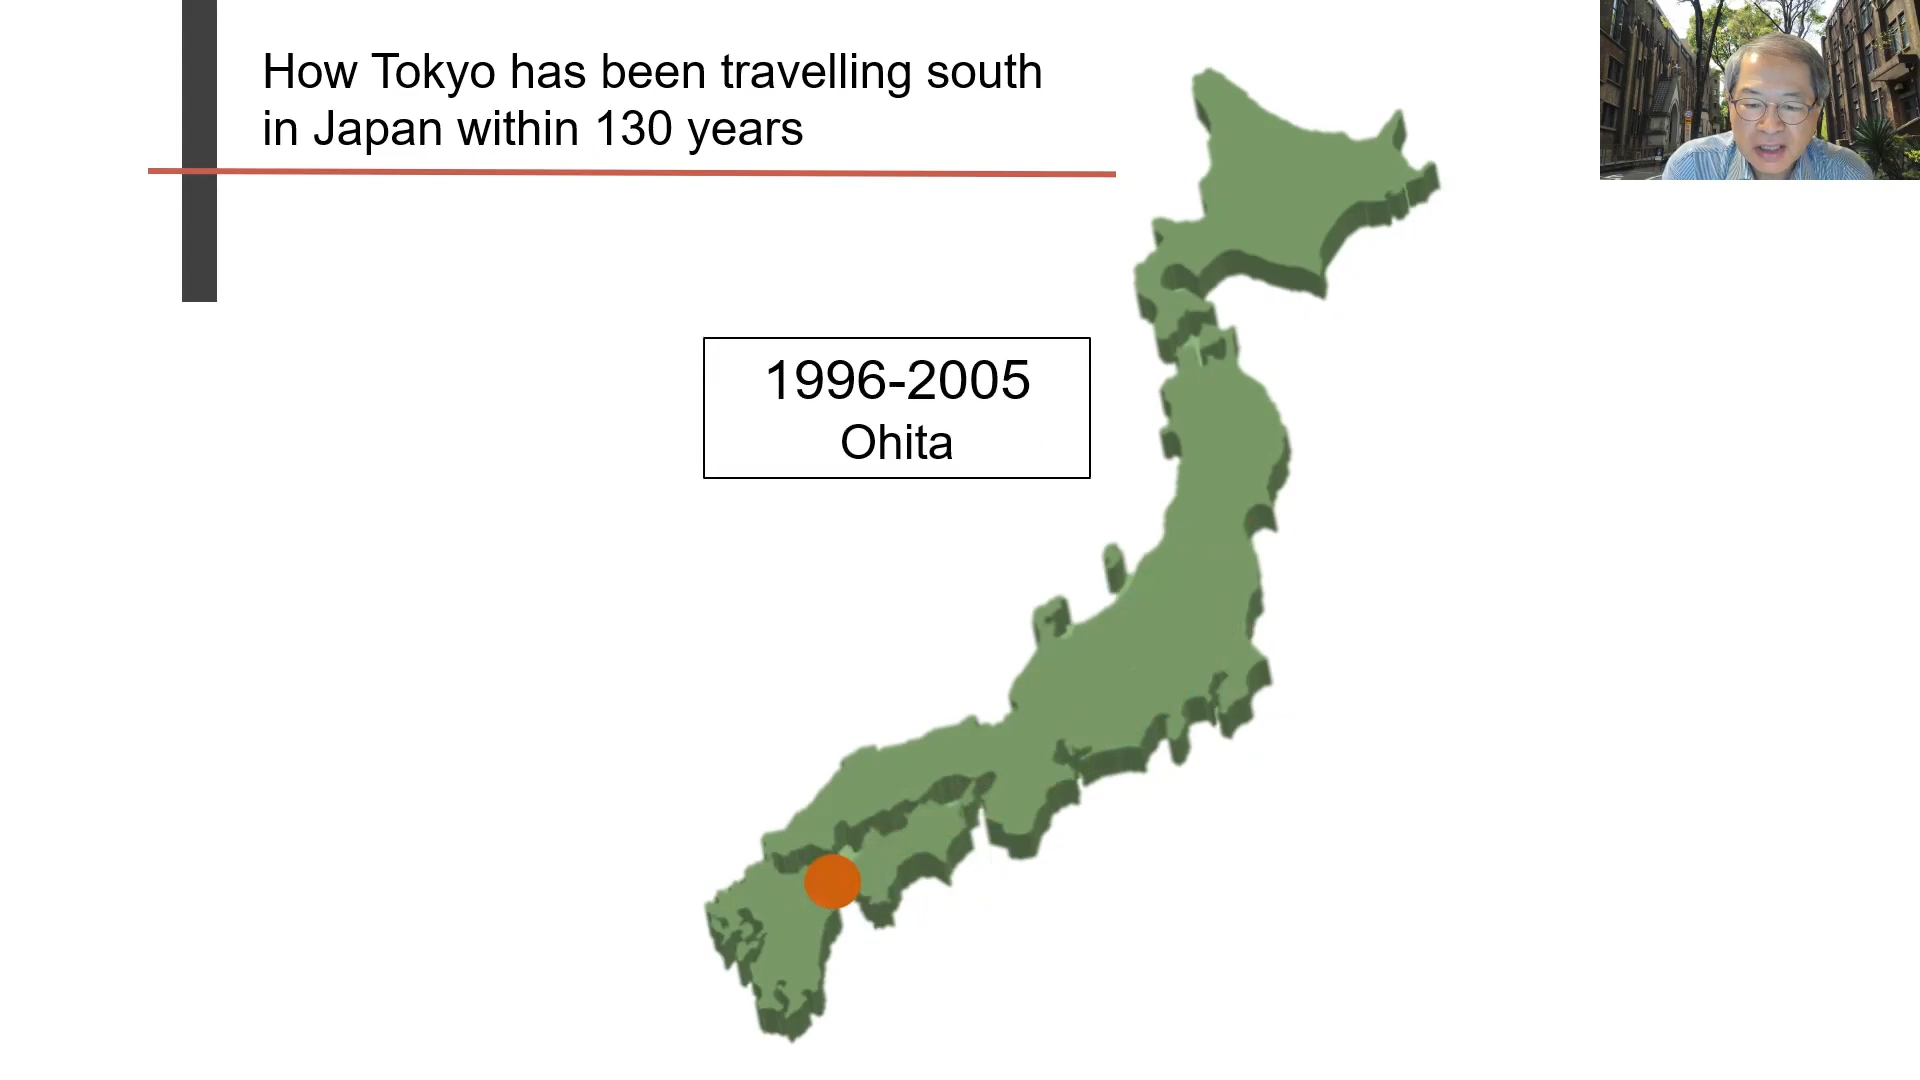 How Tokyo has been travelling south
in Japan within 130 years
1996-2005
Ohita